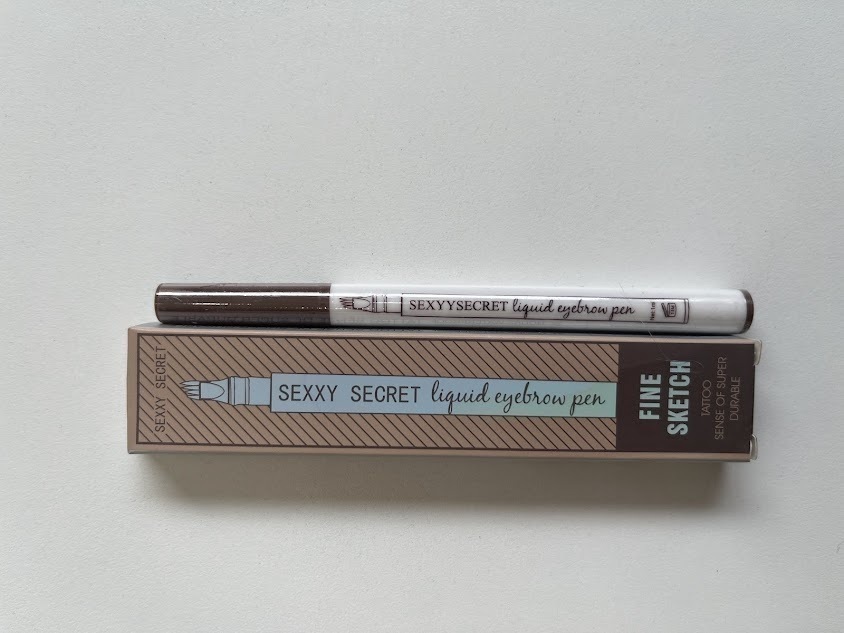 SEXYYSECRET liquid eyebrow pen
SEXXY SECRET
SEXXY SECRET liquid eyebrow pen
FINE
SKETCH
TATTOO
SENSE OF SUPER
DURABLE